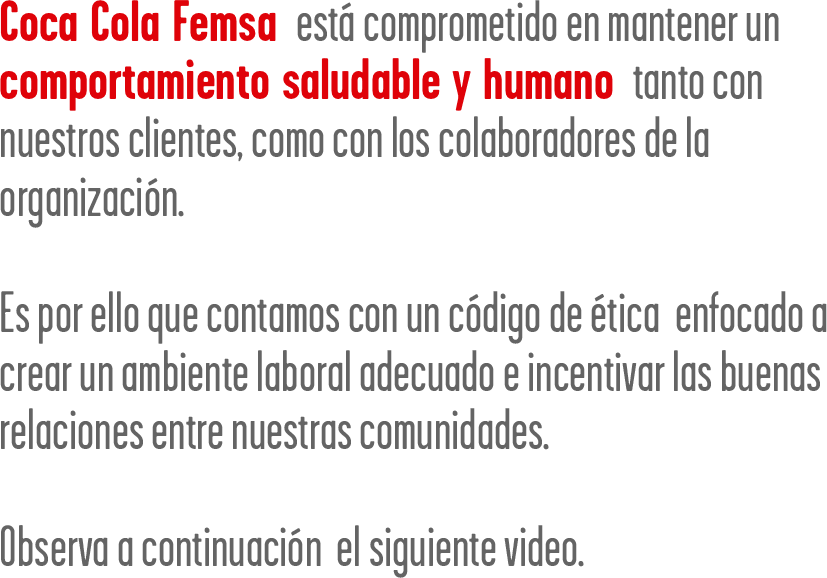 Coca Cola Femsa está comprometido en mantener un
comportamiento saludable y humano tanto con
nuestros clientes, como con los colaboradores de la
organización.
Es por ello que contamos con un código de ética enfocado a
crear un ambiente laboral adecuado e incentivar las buenas
relaciones entre nuestras comunidades.
Observa a continuación el siguiente video.